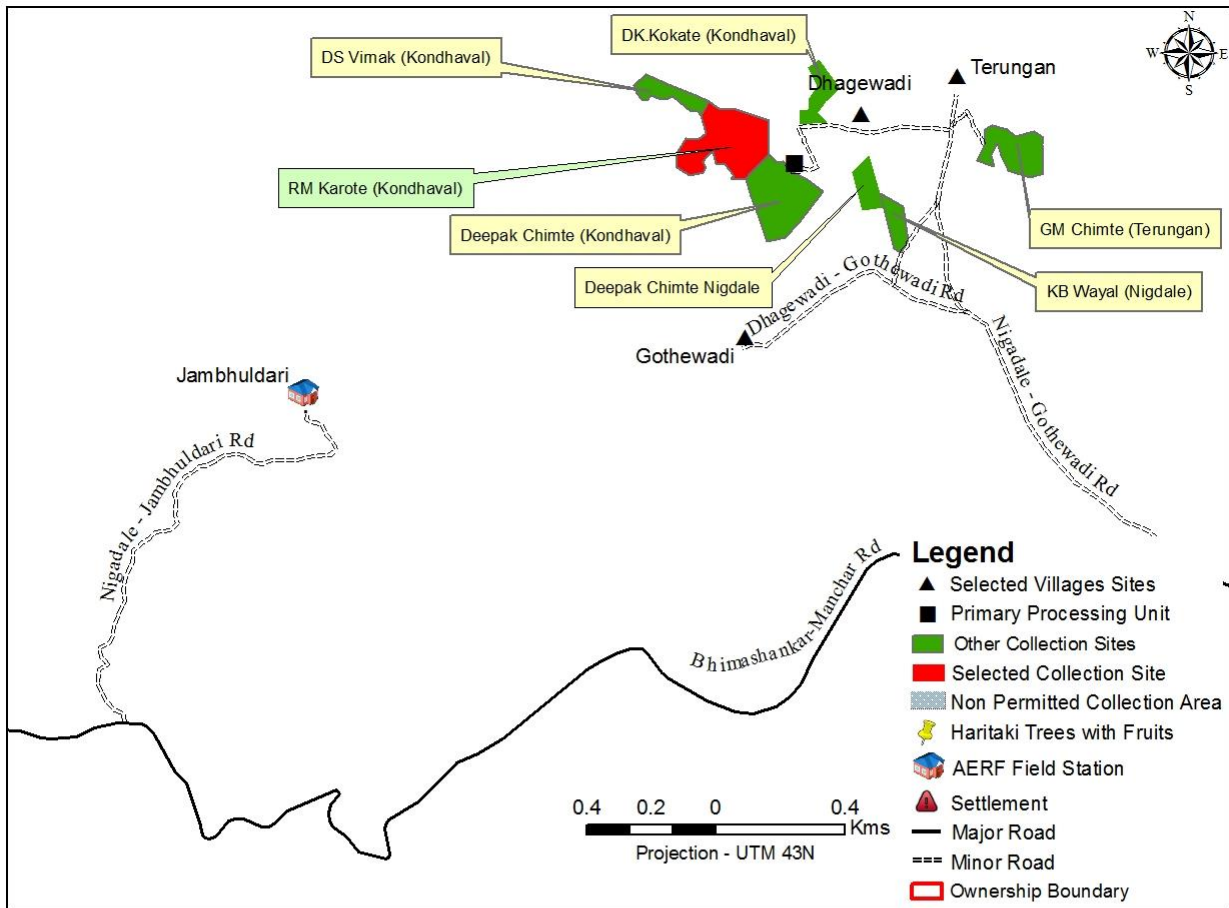 DK.Kokate (Kondhaval)
DS Vimak (Kondhaval)
Dhagewadi
Terungan
N
W
E
S
RM Karote (Kondhaval)
Deepak Chimte (Kondhaval)
GM Chimte (Terungan)
Deepak Chimte Nigdale
KB Wayal (Nigdale)
Dhagewadi - Gothewadi Rd
Gothewadi
Nigadale - Gothewadi Rd
Jambhuldari
Nigadale - Jambhuldari Rd
Bhimashankar-Manchar Rd
Legend
Selected Villages Sites
Primary Processing Unit
Other Collection Sites
Selected Collection Site
Non Permitted Collection Area
Haritaki Trees with Fruits
AERF Field Station
Settlement
Major Road
Minor Road
Ownership Boundary
0.4 0.2 0 0.4
Kms
Projection - UTM 43N